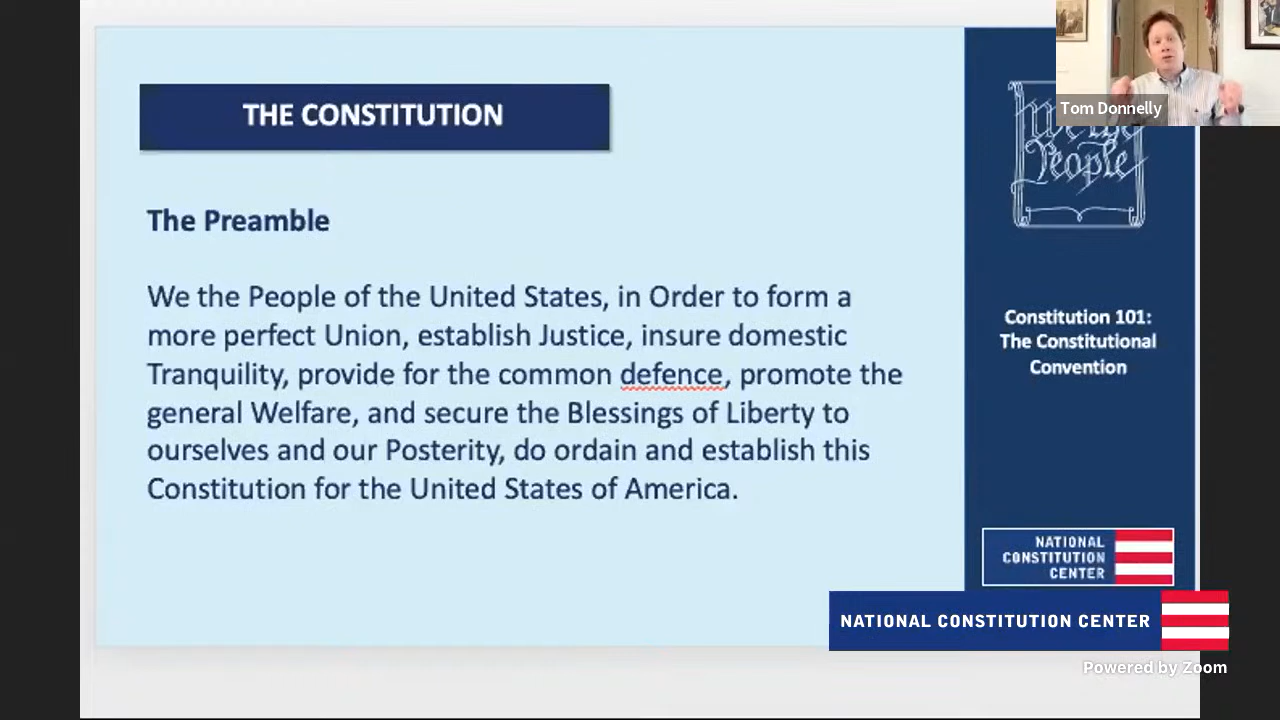 THE CONSTITUTION
The Preamble
We the People of the United States, in Order to form a
more perfect Union, establish Justice, insure domestic
Tranquility, provide for the common defence, promote the
general Welfare, and secure the Blessings of Liberty to
ourselves and our Posterity, do ordain and establish this
Constitution for the United States of America.
Tom Donnelly
We the
People
Constitution 101:
The Constitutional
Convention
NATIONAL
CONSTITUTION
CENTER
NATIONAL CONSTITUTION CENTER
Powered by Zoom